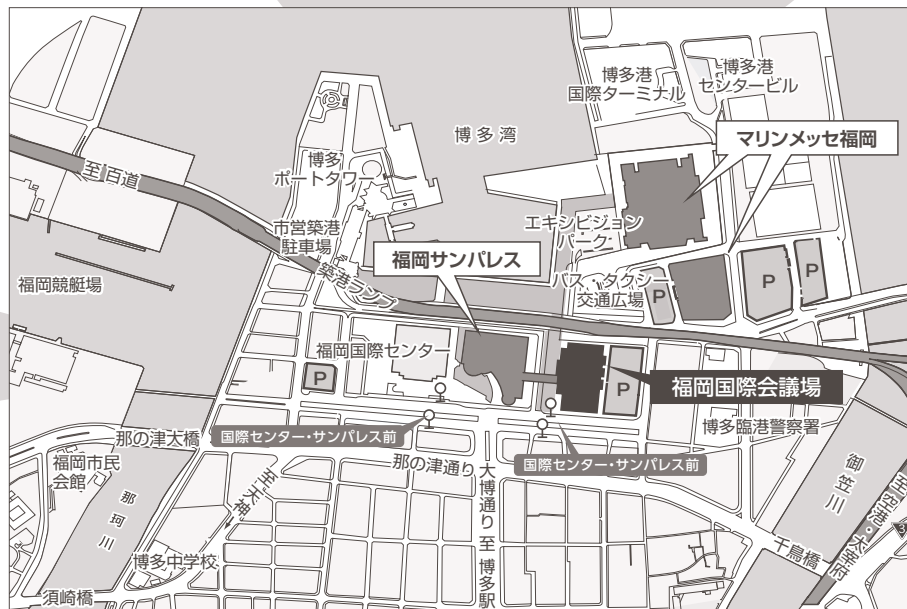 博多港
国際ターミナル
博多港
センタービル
博多湾
マリンメッセ福岡
博多
ポートタワー
至 百道
市営築港
駐車場
エキシビジョン
パーク
福岡サンパレス
築港ランプ
バス・タクシー
交通広場
福岡競艇場
P
P
P
福岡国際センター
P
P
福岡国際会議場
博多臨港警察署
那の津大橋
国際センター・サンパレス前
国際センター・サンパレス前
那の津通り
福岡市民
会館
那珂川
至 天神
大博通り 至 博多駅
御笠川
至空港・太宰府
3
千鳥橋
博多中学校
須崎橋